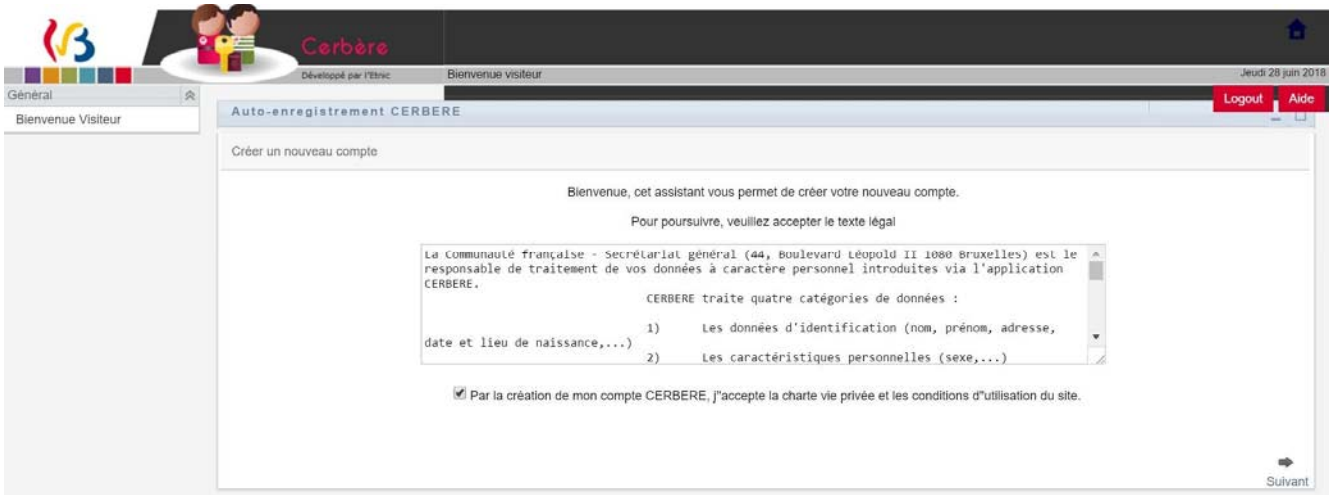 Cerbère
Développé par l'Etnic
Bienvenue visiteur
Jeudi 28 juin 2018
Général
Bienvenue Visiteur
Logout
Aide
Auto-enregistrement CERBERE
Créer un nouveau compte
Bienvenue, cet assistant vous permet de créer votre nouveau compte.
Pour poursuivre, veuillez accepter le texte légal
La Communauté française - Secrétariat général (44, Boulevard Léopold II 1080 Bruxelles) est le
responsable de traitement de vos données à caractère personnel introduites via l'application
CERBERE.
CERBERE traite quatre catégories de données :
1) Les données d'identification (nom, prénom, adresse,
date et lieu de naissance,...)
2) Les caractéristiques personnelles (sexe,...)
Par la création de mon compte CERBERE, j"accepte la charte vie privée et les conditions d"utilisation du site.
Suivant